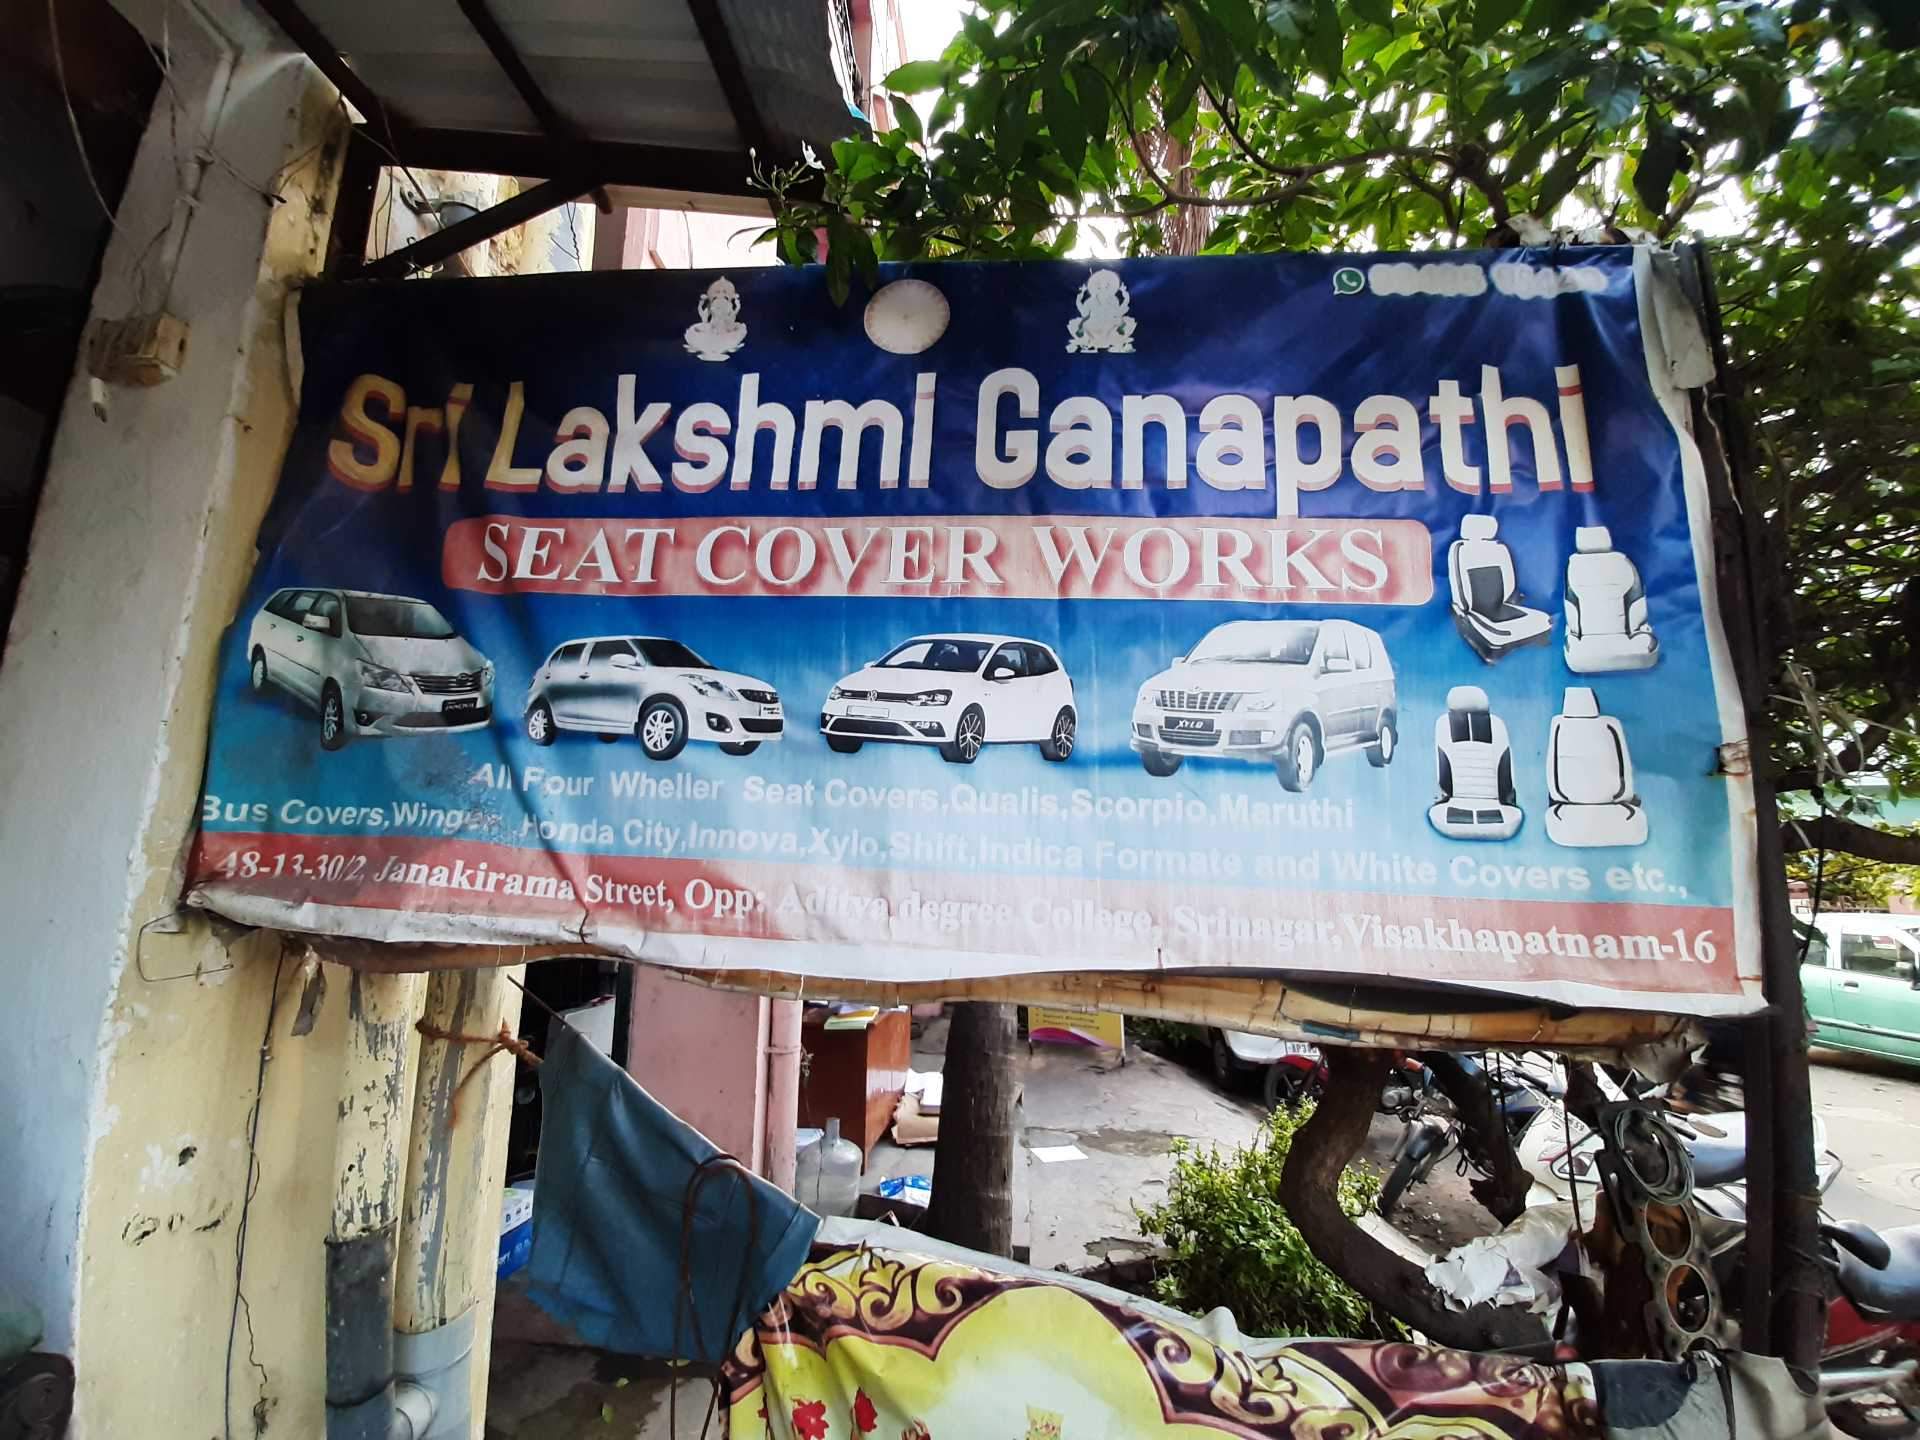 Sri Lakshmi Ganapathi
SEAT COVER WORKS
INNOVA
XYLO
All Four Wheller Seat Covers,Qualis,Scorpio,Maruthi
Bus Covers,Winger, Honda City,Innova,Xylo,Shift,Indica Formate and White Covers etc.,
48-13-30/2, Janakirama Street, Opp: Aditya degree College, Srinagar,Visakhapatnam-16